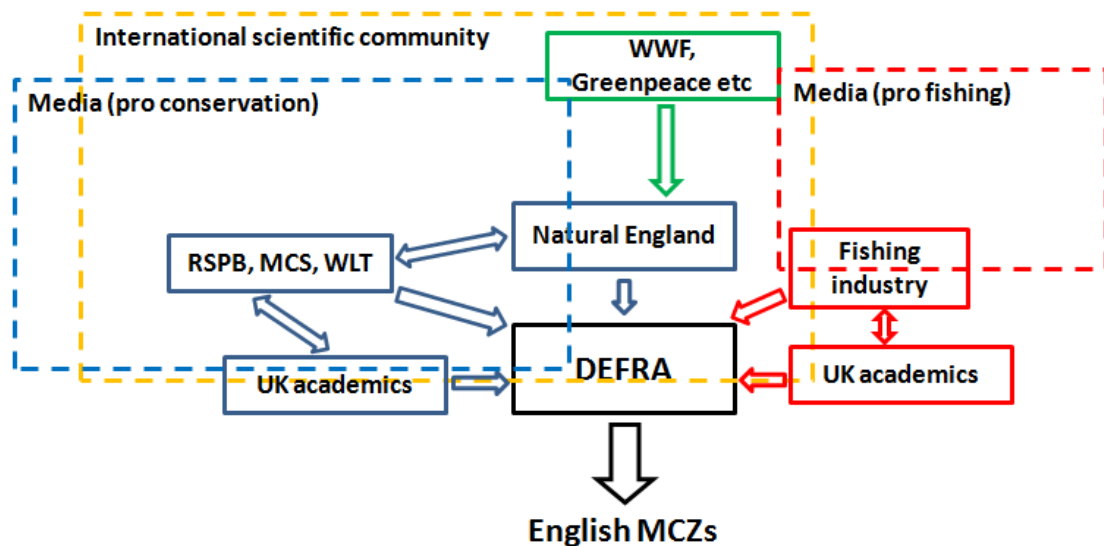 International scientific community
WWF,
Greenpeace etc
Media (pro conservation)
Media (pro fishing)
Natural England
RSPB, MCS, WLT
Fishing
industry
DEFRA
UK academics
UK academics
English MCZs